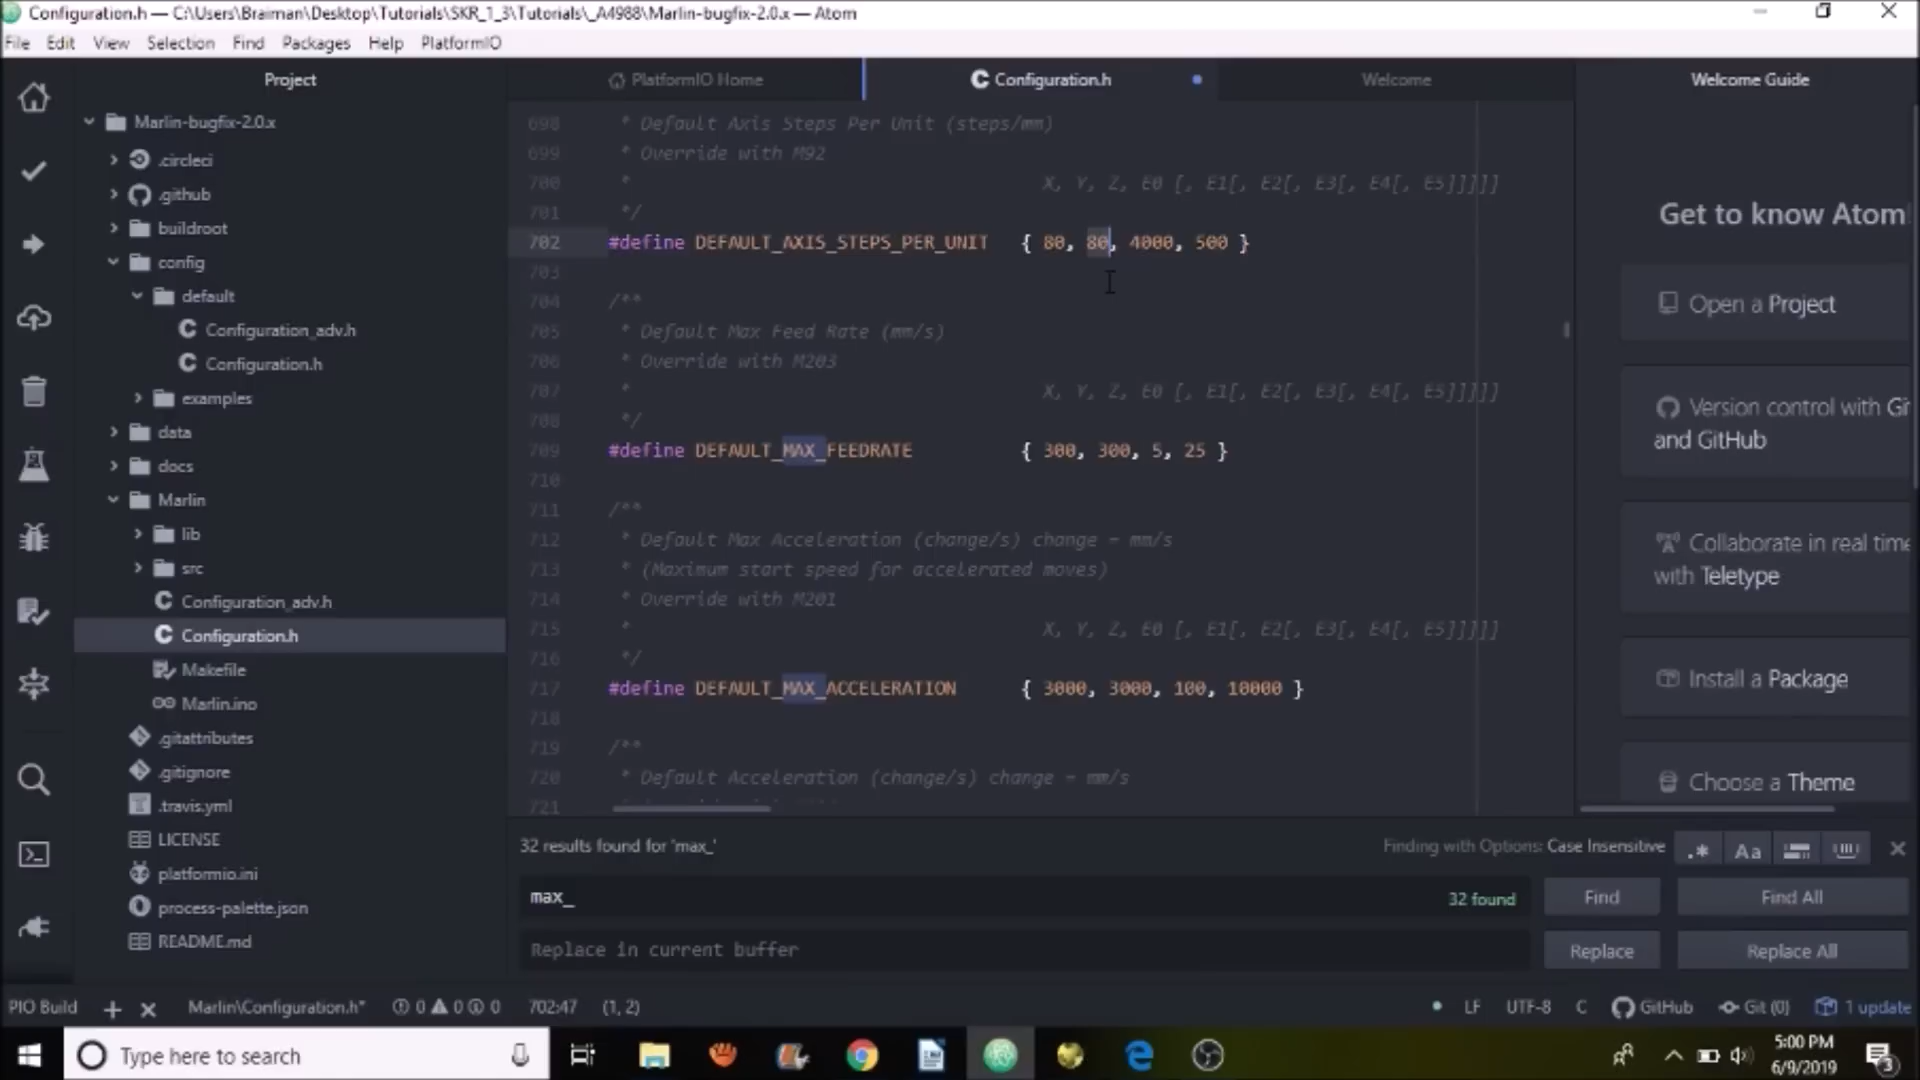 Configuration.h — C:\Users\Braiman\Desktop\Tutorials\SKR_1_3\Tutorials\_A4988\Marlin-bugfix-2.0.x — Atom
File Edit View Selection Find Packages Help PlatformIO
Project
PlatformIO Home
Configuration.h
Welcome
Welcome Guide
Marlin-bugfix-2.0.x
.circleci
.github
buildroot
config
default
Configuration_adv.h
Configuration.h
examples
data
docs
Marlin
lib
src
Configuration_adv.h
Configuration.h
Makefile
Marlin.ino
.gitattributes
.gitignore
.travis.yml
LICENSE
platformio.ini
process-palette.json
README.md
698 * Default Axis Steps Per Unit (steps/mm)
699 * Override with M92
700 * X, Y, Z, E0 [, E1[, E2[, E3[, E4[, E5]]]]]
701 */
702 #define DEFAULT_AXIS_STEPS_PER_UNIT { 80, 80, 4000, 500 }
703
704 /**
705 * Default Max Feed Rate (mm/s)
706 * Override with M203
707 * X, Y, Z, E0 [, E1[, E2[, E3[, E4[, E5]]]]]
708 */
709 #define DEFAULT_MAX_FEEDRATE { 300, 300, 5, 25 }
710
711 /**
712 * Default Max Acceleration (change/s) change = mm/s
713 * (Maximum start speed for accelerated moves)
714 * Override with M201
715 * X, Y, Z, E0 [, E1[, E2[, E3[, E4[, E5]]]]]
716 */
717 #define DEFAULT_MAX_ACCELERATION { 3000, 3000, 100, 10000 }
718
719 /**
720 * Default Acceleration (change/s) change = mm/s
721
Get to know Atom!
Open a Project
Version control with Gi
and GitHub
Collaborate in real time
with Teletype
Install a Package
Choose a Theme
32 results found for 'max_'
Finding with Options: Case Insensitive
.* Aa
max_
32 found
Find
Find All
Replace in current buffer
Replace
Replace All
PIO Build
Marlin\Configuration.h*
0 0 0
702:47
(1, 2)
LF
UTF-8
C
GitHub
Git (0)
1 update
Type here to search
5:00 PM
6/9/2019
3